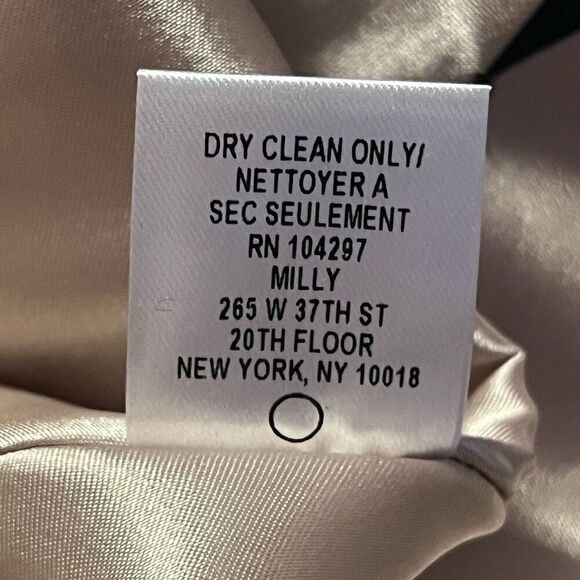 DRY CLEAN ONLY/
NETTOYER A
SEC SEULEMENT
RN 104297
MILLY
265 W 37TH ST
20TH FLOOR
NEW YORK, NY 10018